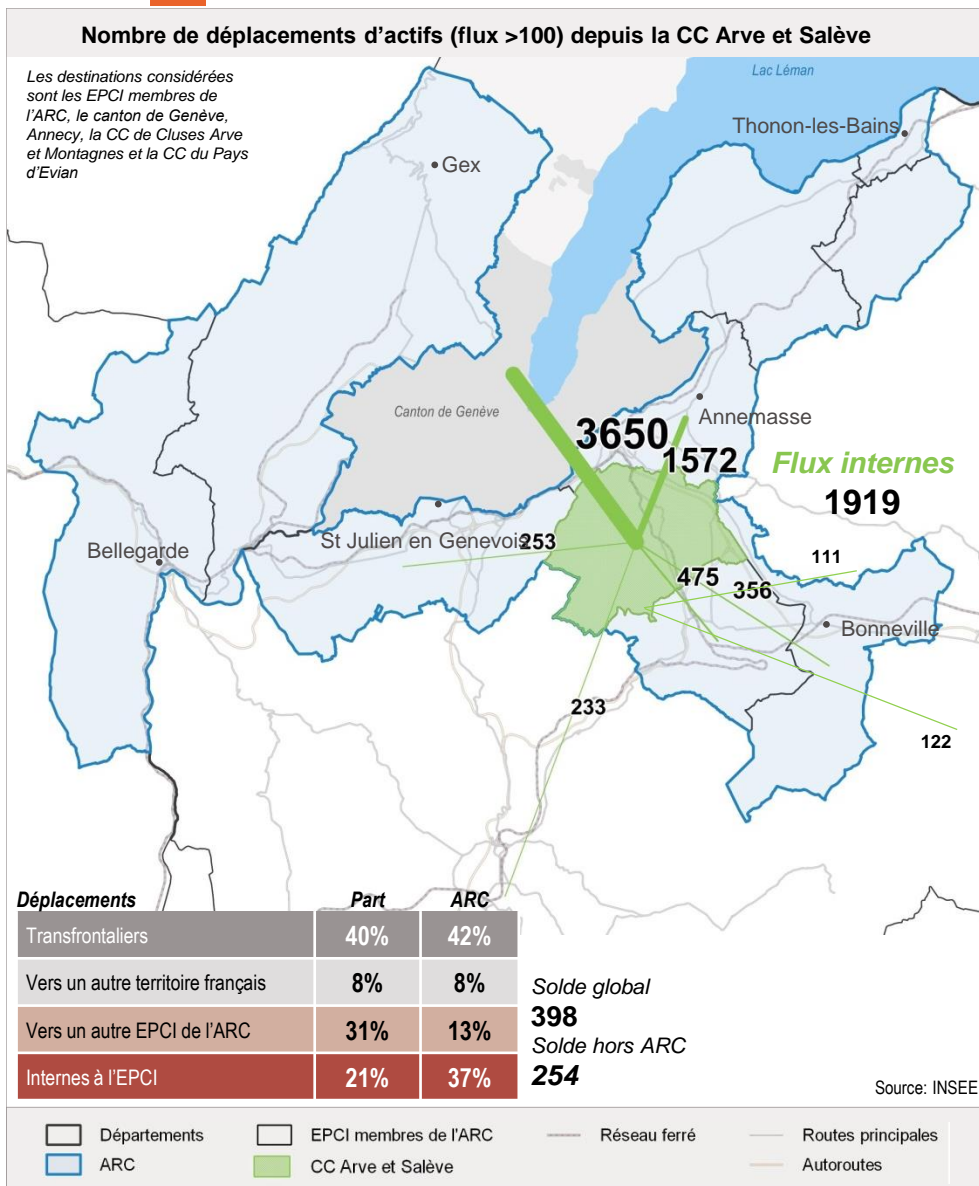 Nombre de déplacements d'actifs (flux >100) depuis la CC Arve et Salève
Les destinations considérées
sont les EPCI membres de
l'ARC, le canton de Genève,
Annecy, la CC de Cluses Arve
et Montagnes et la CC du Pays
d'Evian
Lac Léman
Thonon-les-Bains
Gex
Canton de Genève
Annemasse
3650
1572
Flux internes
1919
St Julien en Genevois
253
Bellegarde
111
475
356
Bonneville
233
122
Déplacements Part ARC
Transfrontaliers 40% 42%
Vers un autre territoire français 8% 8%
Vers un autre EPCI de l'ARC 31% 13%
Internes à l'EPCI 21% 37%
Solde global
398
Solde hors ARC
254
Source: INSEE
Départements EPCI membres de l'ARC Réseau ferré Routes principales
ARC CC Arve et Salève Autoroutes